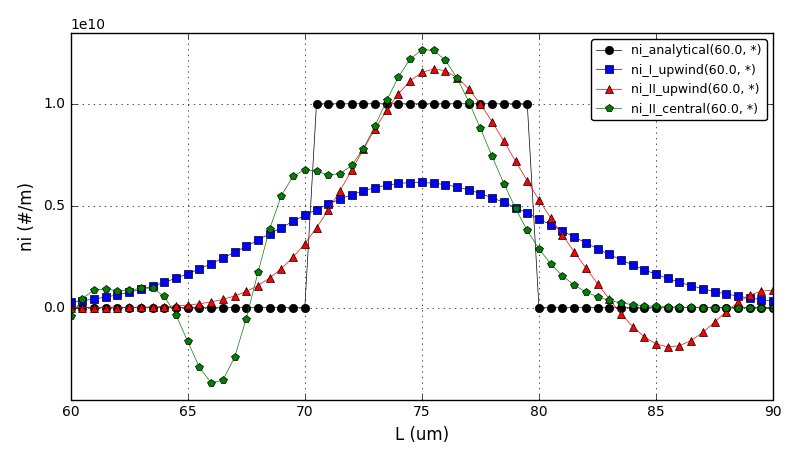 1e10
ni_analytical(60.0, *)
ni_I_upwind(60.0, *)
ni_II_upwind(60.0, *)
ni_II_central(60.0, *)
1.0
0.5
0.0
ni (#/m)
60 65 70 75 80 85 90
L (um)